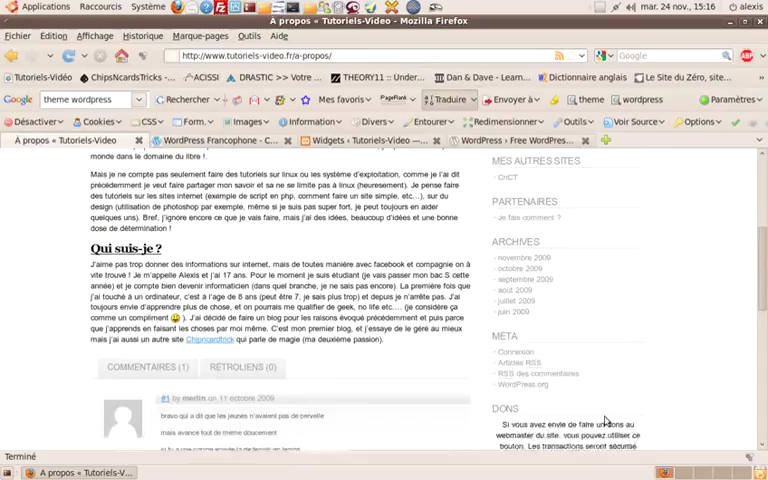 Applications Raccourcis Système mar. 24 nov., 15:16 alexis
À propos « Tutoriels-Video - Mozilla Firefox
Fichier Édition Affichage Historique Marque-pages Outils Aide
http://www.tutoriels-video.fr/a-propos/ Google
Tutoriels-Vidéo ChipsNcardsTricks -... ACISSI DRASTIC >> Votre ... THEORY11 :: Under... Dan & Dave - Learn... Dictionnaire anglais Le Site du Zéro, site...
Google theme wordpress Rechercher Mes favoris PageRank Traduire Envoyer à theme wordpress Paramètres
Désactiver Cookies CSS Form. Images Information Divers Entourer Redimensionner Outils Voir Source Options
À propos « Tutoriels-Video WordPress Francophone - C... Widgets ‹ Tutoriels-Video —... WordPress › Free WordPres...
monde dans le domaine du libre !.
Mais je ne compte pas seulement faire des tutoriels sur linux ou les système d'exploitation, comme je l'ai dit
précédemment je veut faire partager mon savoir et sa ne se limite pas à linux (heuresement). Je pense faire
des tutoriels sur les sites internet (exemple de script en php, comment faire un site simple, etc...), sur du
design (utilisation de photoshop par exemple, même si je suis pas super fort, je peut toujours en aider
quelques uns). Bref, j'ignore encore ce que je vais faire, mais j'ai des idées, beaucoup d'idées et une bonne
dose de détermination !
Qui suis-je ?
J'aime pas trop donner des informations sur internet, mais de toutes manière avec facebook et compagnie on à
vite trouvé ! Je m'appelle Alexis et j'ai 17 ans. Pour le moment je suis étudiant (je vais passer mon bac S cette
année) et je compte bien devenir informaticien (dans quel branche, je ne sais pas encore). La première fois que
j'ai touché à un ordinateur, c'est à l'age de 8 ans (peut être 7, je sais plus trop) et depuis je n'arrête pas. J'ai
toujours envie d'apprendre plus de chose, et on pourrais me qualifier de geek, no life etc.... (je considère ça
comme un compliment ). J'ai décidé de faire un blog pour les raisons évoqué précédemment et puis parce
que j'apprends en faisant les choses par moi même. C'est mon premier blog, et j'essaye de le géré au mieux
mais j'ai aussi un autre site Chipncardtrick qui parle de magie (ma deuxième passion).
COMMENTAIRES (1) RÉTROLIENS (0)
#1 by merlin on 11 octobre 2009
bravo qui a dit que les jeunes n'avaient pas de cervelle
mais avance tout de meme doucement
MES AUTRES SITES
CnCT
PARTENAIRES
Je fais comment ?
ARCHIVES
novembre 2009
octobre 2009
septembre 2009
août 2009
juillet 2009
juin 2009
META
Connexion
Articles RSS
RSS des commentaires
WordPress.org
DONS
Si vous avez envie de faire un dons au
webmaster du site, vous pouvez utiliser ce
bouton. Les transactions seront sécurisé
Terminé
À propos « Tutoriels-V...